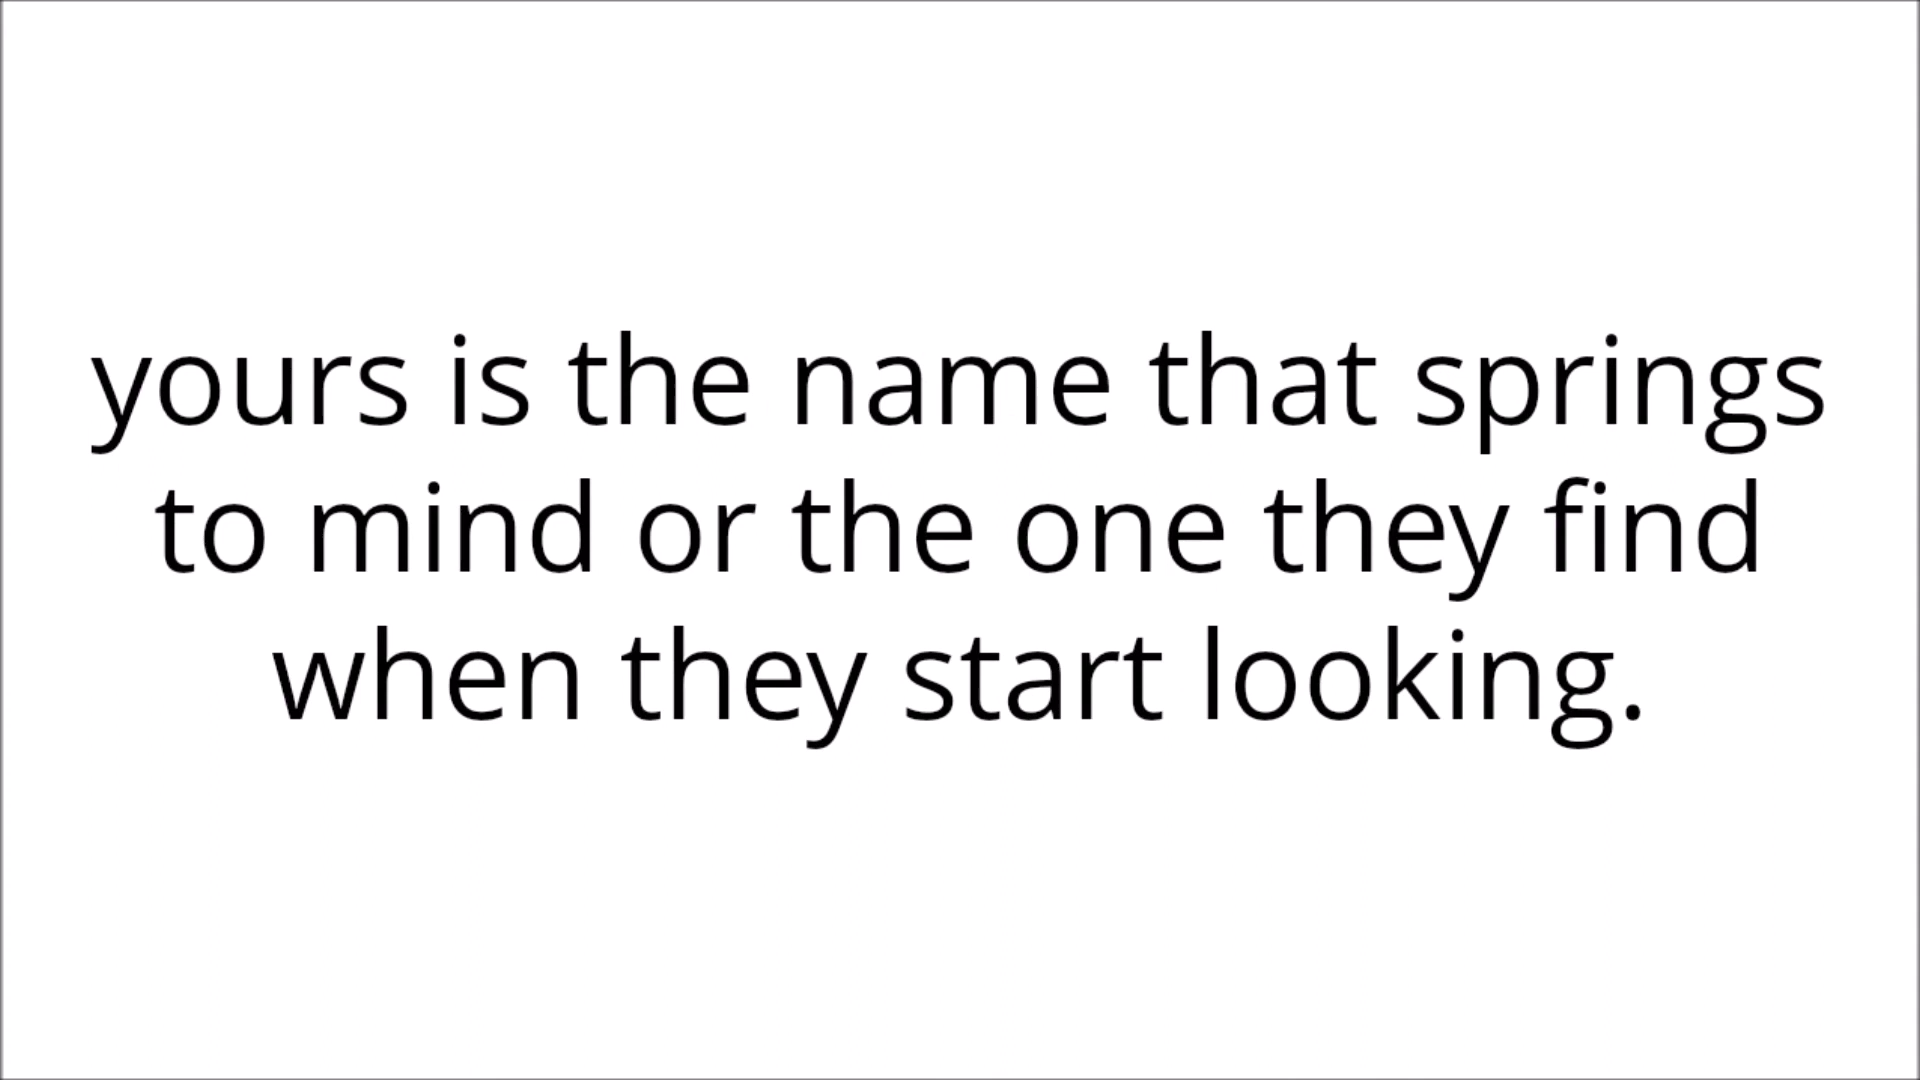 yours is the name that springs
to mind or the one they find
when they start looking.